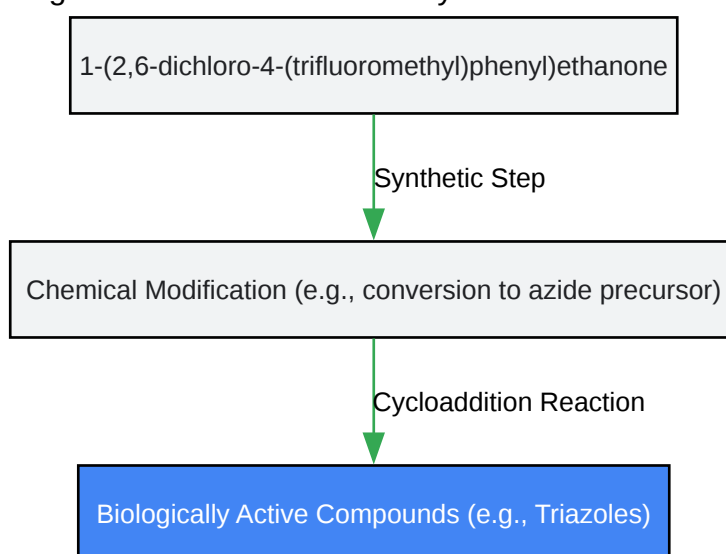 1-(2,6-dichloro-4-(trifluoromethyl)phenyl)ethanone
Synthetic Step
Chemical Modification (e.g., conversion to azide precursor)
Cycloaddition Reaction
Biologically Active Compounds (e.g., Triazoles)